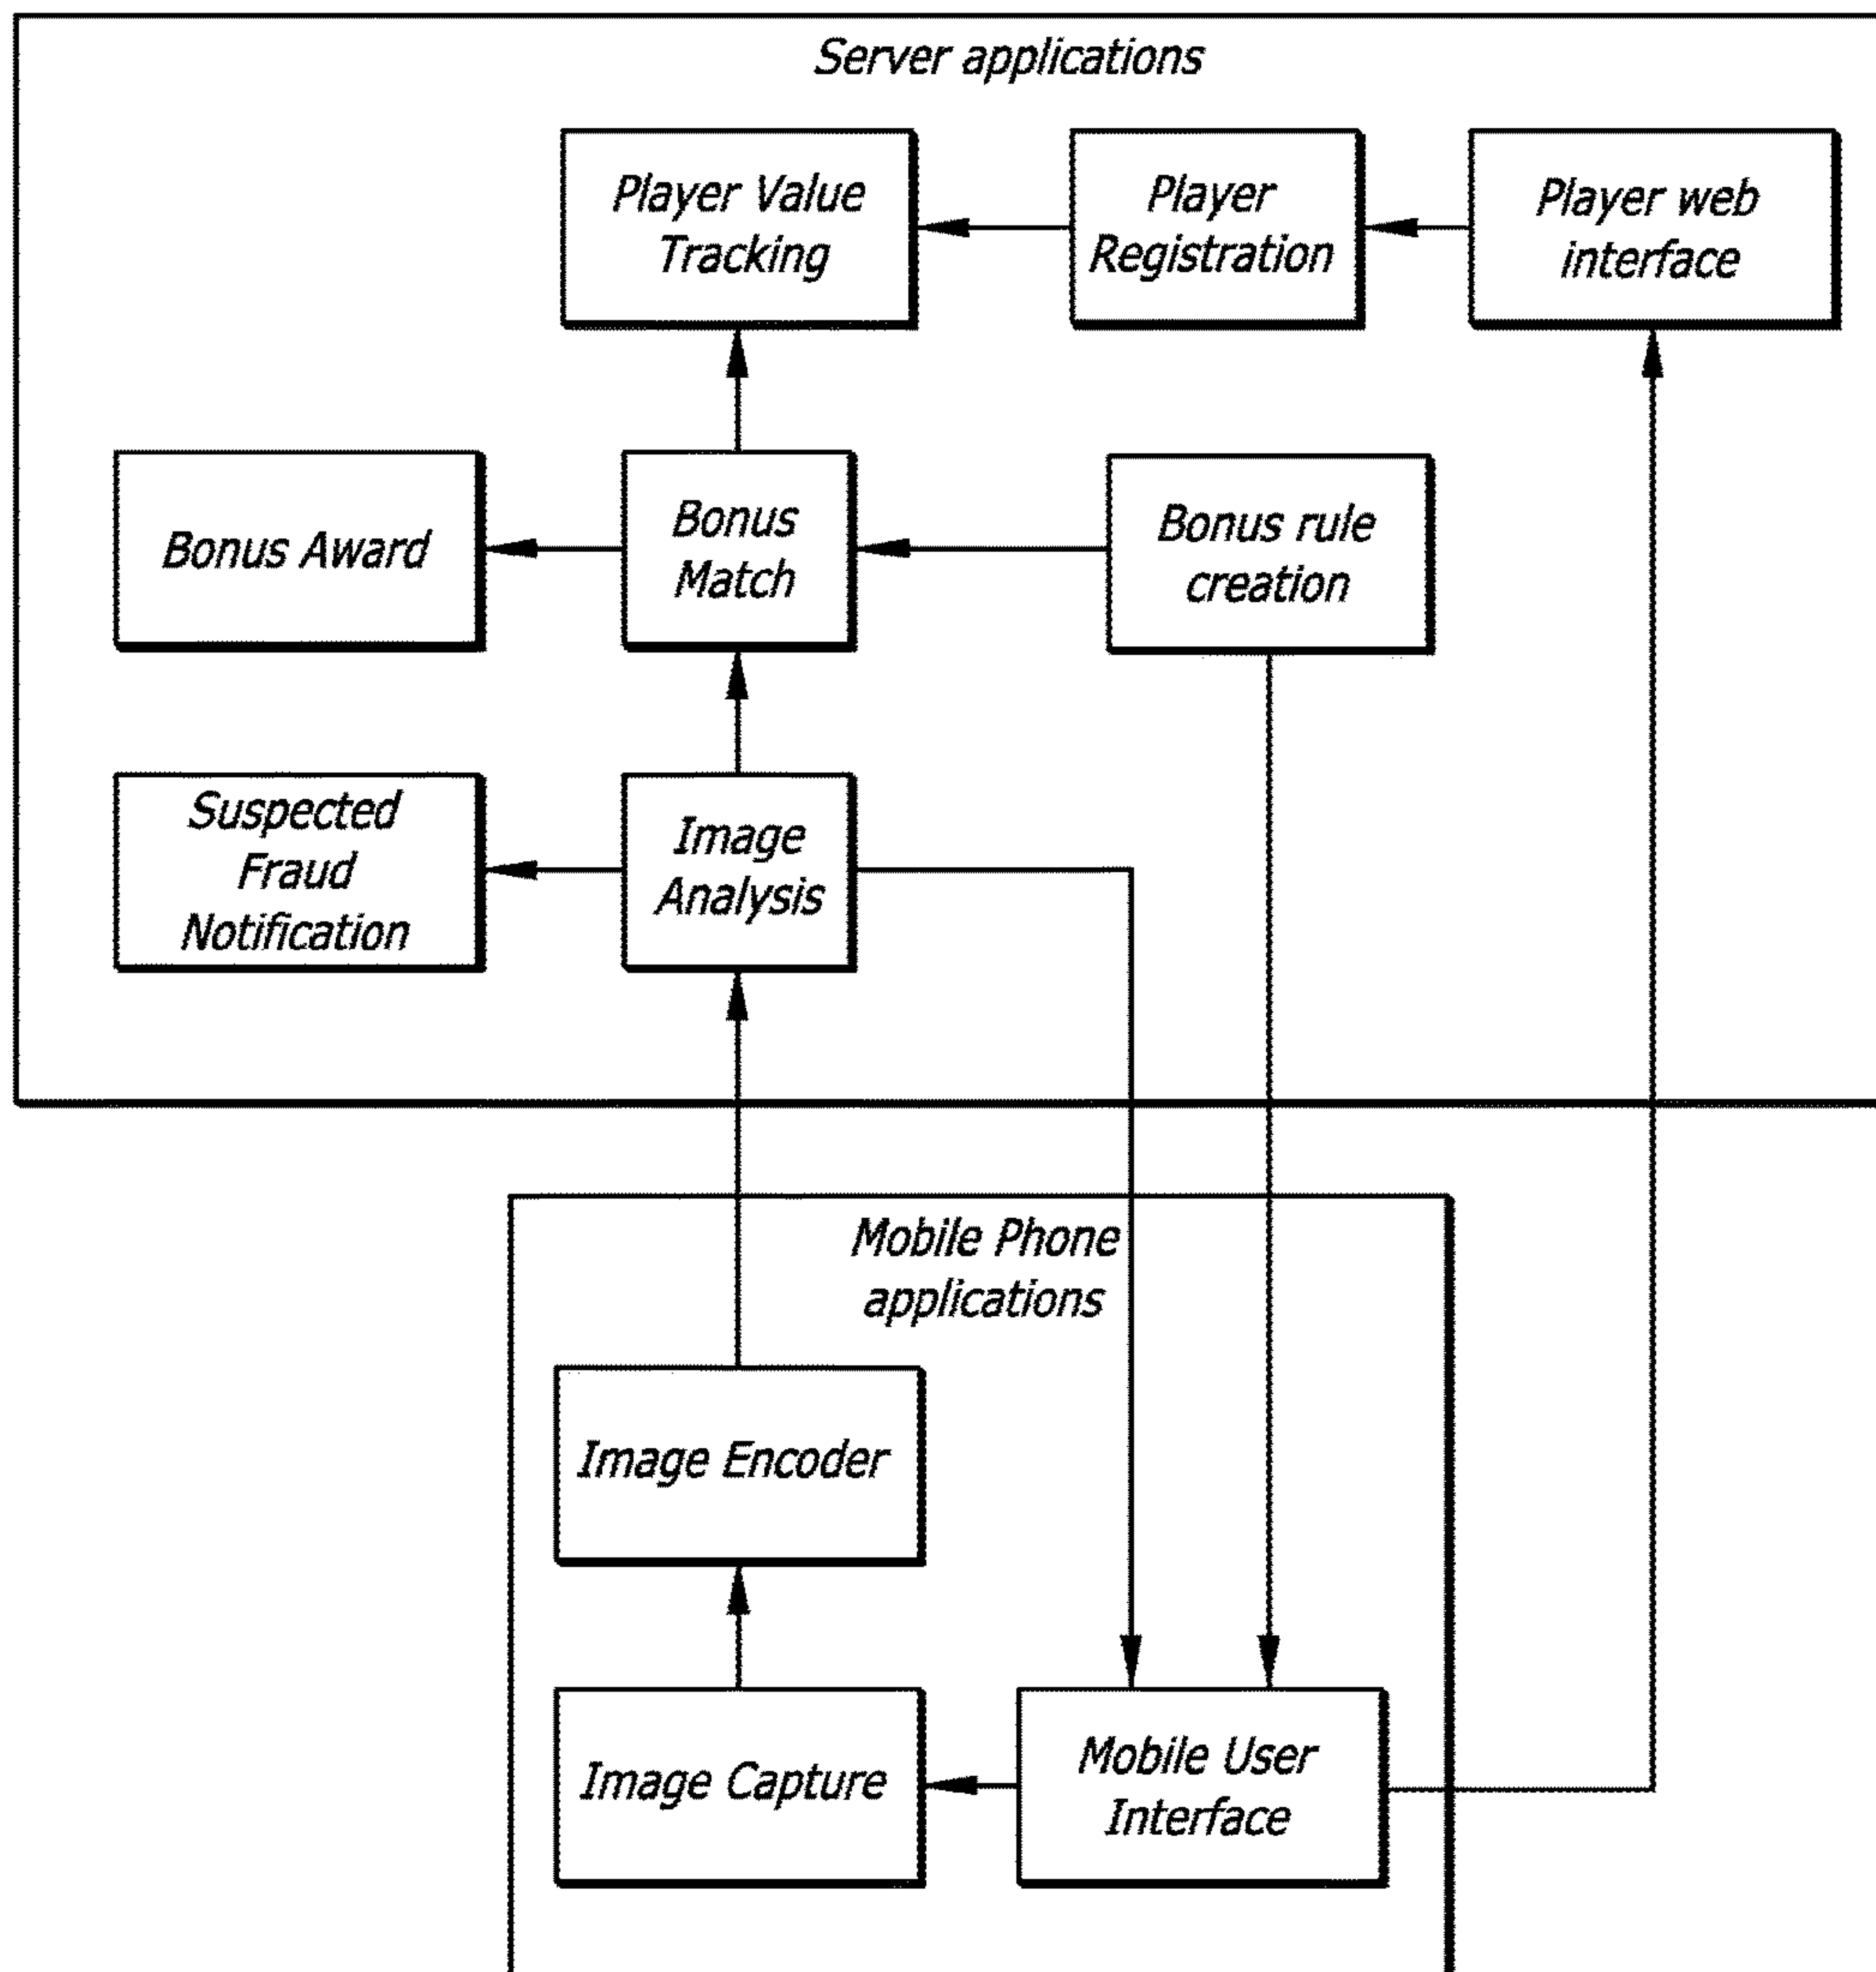 Server applications
Player Value
Tracking
Player
Registration
Player web
interface
Bonus Award
Bonus
Match
Bonus rule
creation
Suspected
Fraud
Notification
Image
Analysis
Mobile Phone
applications
Image Encoder
Image Capture
Mobile User
Interface